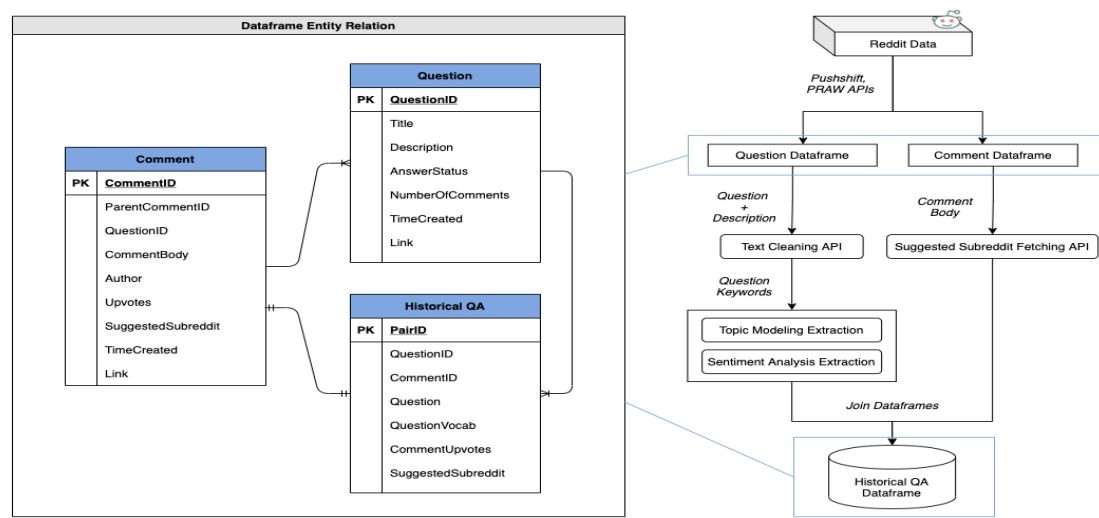 Dataframe Entity Relation
Question
PK QuestionID
Title
Description
AnswerStatus
NumberOfComments
TimeCreated
Link
Comment
PK CommentID
ParentCommentID
QuestionID
CommentBody
Author
Upvotes
SuggestedSubreddit
TimeCreated
Link
Historical QA
PK PairID
QuestionID
CommentID
Question
QuestionVocab
CommentUpvotes
SuggestedSubreddit
Reddit Data
Pushshift,
PRAW APIs
Question Dataframe
Comment Dataframe
Question
+
Description
Comment
Body
Text Cleaning API
Suggested Subreddit Fetching API
Question
Keywords
Topic Modeling Extraction
Sentiment Analysis Extraction
Join Dataframes
Historical QA
Dataframe